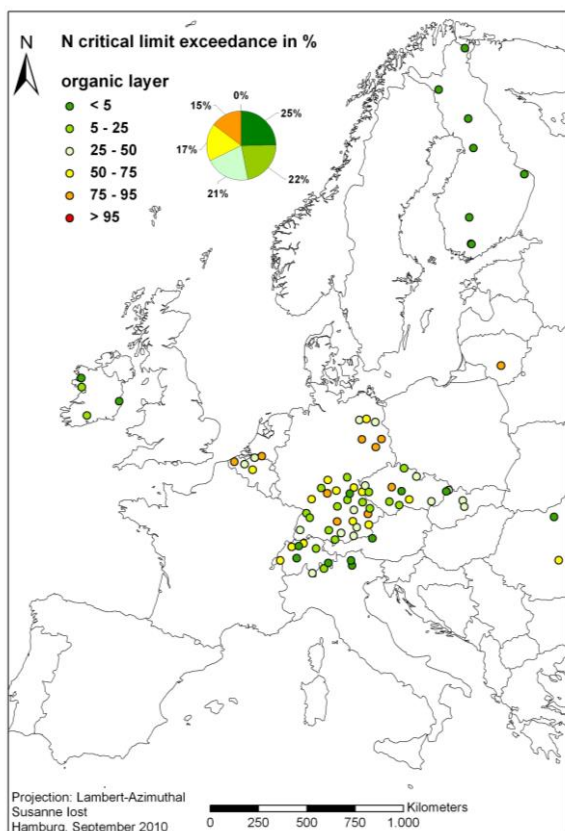 N
N critical limit exceedance in %
organic layer
< 5
5 - 25
25 - 50
50 - 75
75 - 95
> 95
0%
15%
25%
17%
21%
22%
Projection: Lambert-Azimuthal
Susanne Iost
Hamburg, September 2010
Kilometers
0 250 500 750 1.000